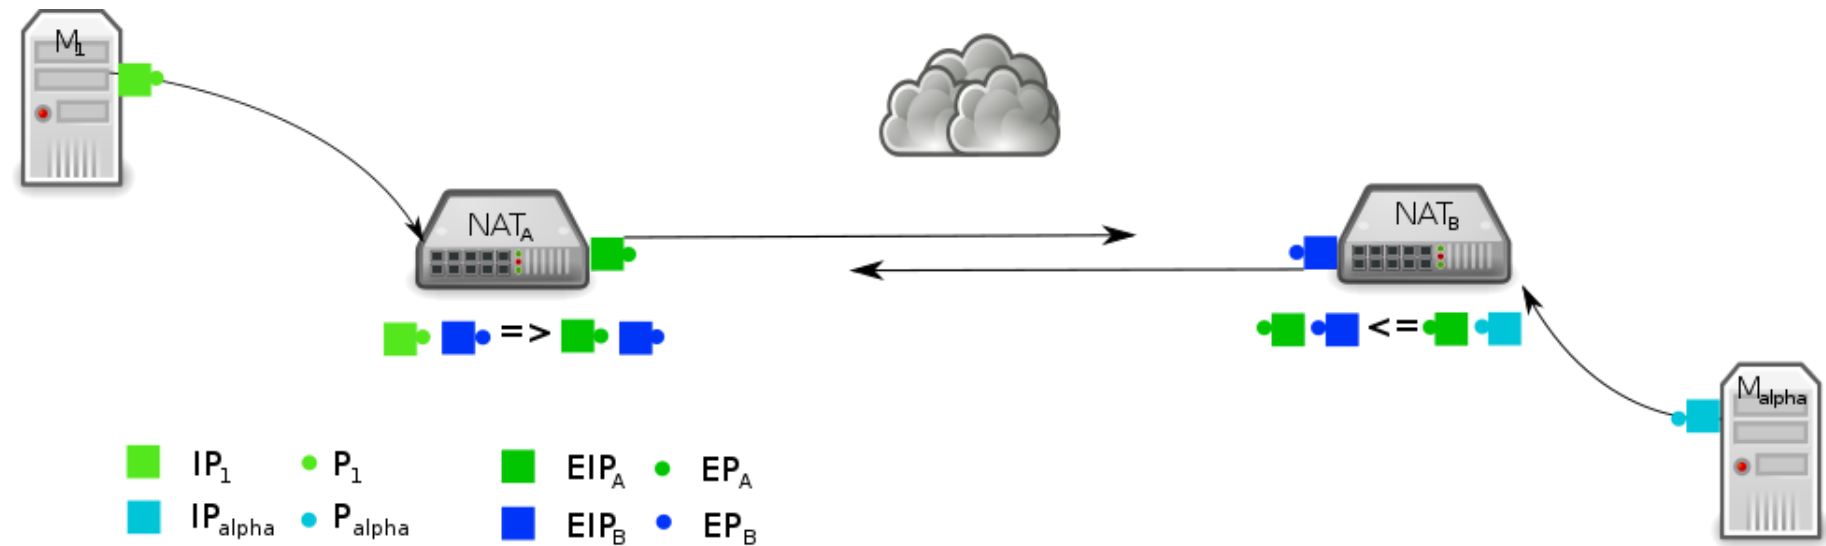 M1
NATA
NATB
=>
<=
Malpha
IP1 P1 EIPA EPA
IPalpha Palpha EIPB EPB